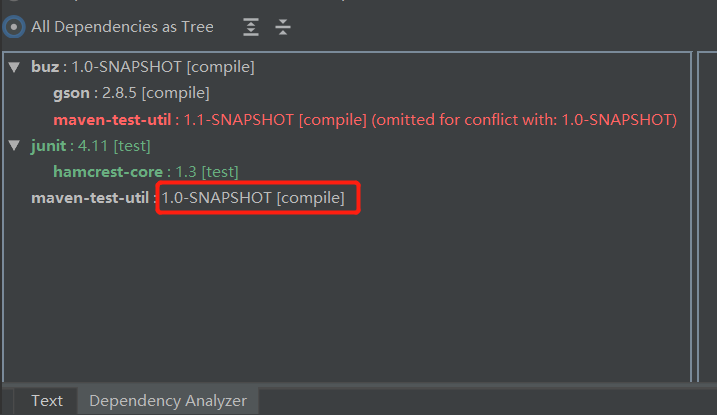 All Dependencies as Tree
buz : 1.0-SNAPSHOT [compile]
gson : 2.8.5 [compile]
maven-test-util : 1.1-SNAPSHOT [compile] (omitted for conflict with: 1.0-SNAPSHOT)
junit : 4.11 [test]
hamcrest-core : 1.3 [test]
maven-test-util : 1.0-SNAPSHOT [compile]
Text Dependency Analyzer